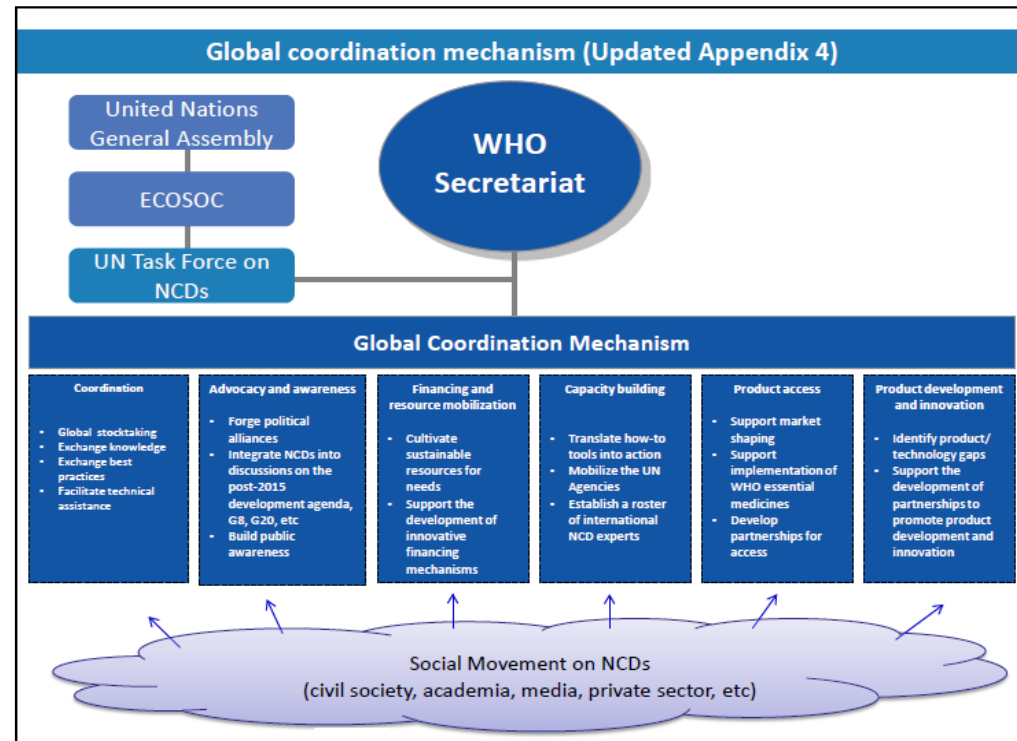 Global coordination mechanism (Updated Appendix 4)
United Nations
General Assembly
ECOSOC
UN Task Force on
NCDs
WHO
Secretariat
Global Coordination Mechanism
Coordination
• Global stocktaking
• Exchange knowledge
• Exchange best
practices
• Facilitate technical
assistance
Advocacy and awareness
• Forge political
alliances
• Integrate NCDs into
discussions on the
post-2015
development agenda,
G8, G20, etc
• Build public
awareness
Financing and
resource mobilization
• Cultivate
sustainable
resources for
needs
• Support the
development of
innovative
financing
mechanisms
Capacity building
• Translate how-to
tools into action
• Mobilize the UN
Agencies
• Establish a roster
of international
NCD experts
Product access
• Support market
shaping
• Support
implementation of
WHO essential
medicines
• Develop
partnerships for
access
Product development
and innovation
• Identify product/
technology gaps
• Support the
development of
partnerships to
promote product
development and
innovation
Social Movement on NCDs
(civil society, academia, media, private sector, etc)